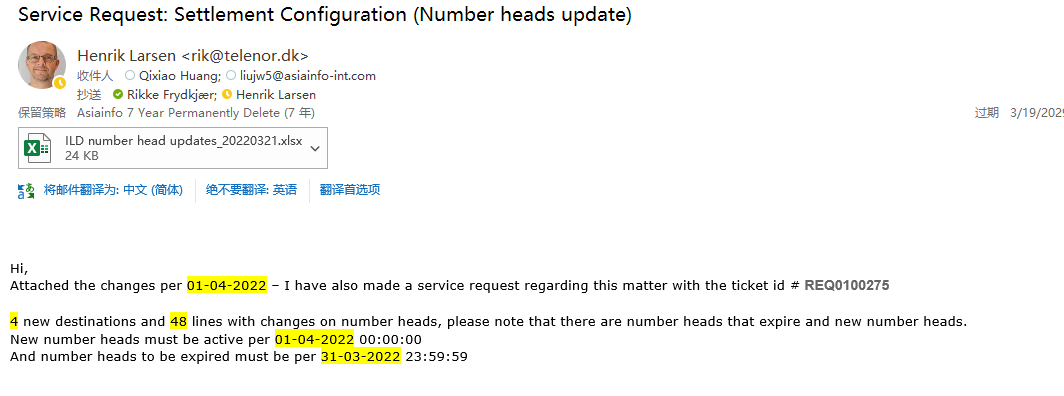 Service Request: Settlement Configuration (Number heads update)
Henrik Larsen <rik@telenor.dk>
收件人 Qixiao Huang; liujw5@asiainfo-int.com
抄送 Rikke Frydkjær; Henrik Larsen
保留策略 Asiainfo 7 Year Permanently Delete (7 年) 过期 3/19/2029
ILD number head updates_20220321.xlsx
24 KB
将邮件翻译为: 中文 (简体) 绝不要翻译: 英语 翻译首选项
Hi,
Attached the changes per 01-04-2022 – I have also made a service request regarding this matter with the ticket id # REQ0100275
4 new destinations and 48 lines with changes on number heads, please note that there are number heads that expire and new number heads.
New number heads must be active per 01-04-2022 00:00:00
And number heads to be expired must be per 31-03-2022 23:59:59